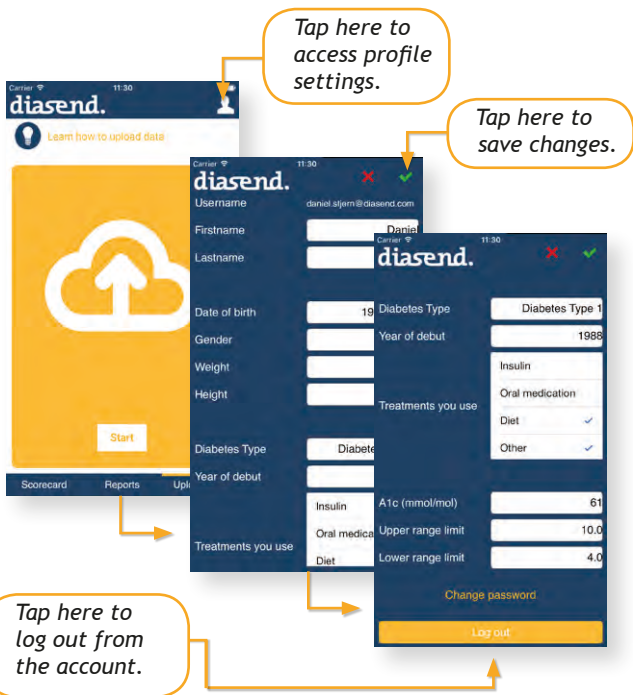 Tap here to
access profile
settings.
Tap here to
save changes.
Carrier 11:30
diasend.
Learn how to upload data
Start
Scorecard Reports
Carrier 11:30
diasend.
Username daniel.stjern@diasend.com
Firstname Daniel
Lastname
Date of birth 19
Gender
Weight
Height
Diabetes Type
Year of debut
Treatments you use
Insulin
Oral
Diet
Carrier 11:30
diasend.
Diabetes Type Diabetes Type 1
Year of debut 1988
Treatments you use
Insulin
Oral medication
Diet
Other
A1c (mmol/mol) 61
Upper range limit 10.0
Lower range limit 4.0
Change password
Log out
Tap here to
log out from
the account.